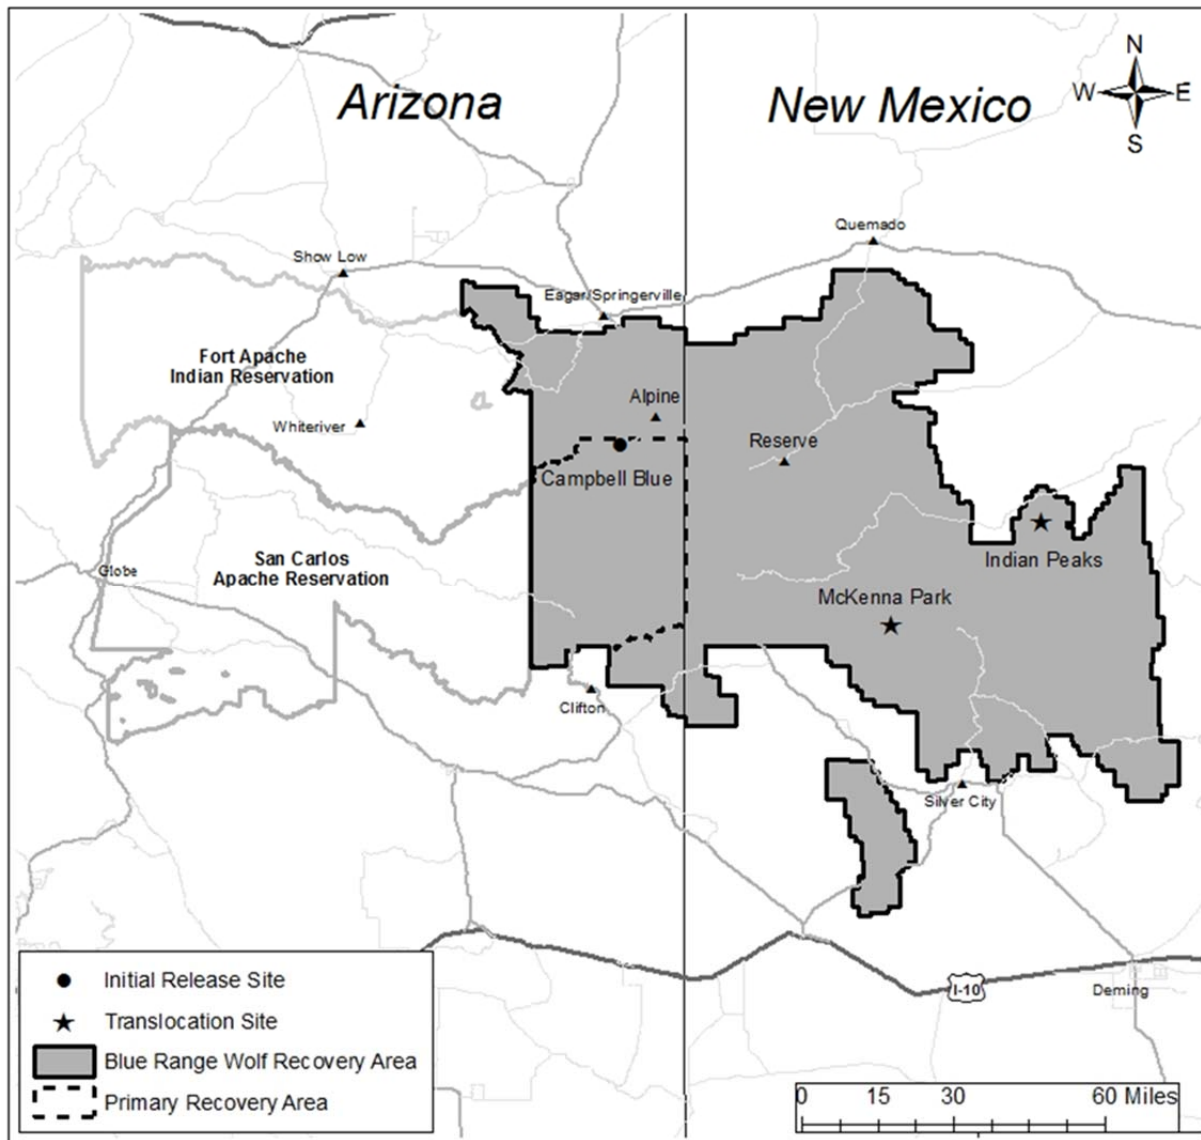 Arizona
New Mexico
N
W E
S
Quemado
Show Low
Eagar/Springerville
Fort Apache
Indian Reservation
Alpine
Whiteriver
Reserve
Campbell Blue
San Carlos
Apache Reservation
Globe
Indian Peaks
McKenna Park
Clifton
Silver City
I-10
Deming
Initial Release Site
Translocation Site
Blue Range Wolf Recovery Area
Primary Recovery Area
0 15 30 60 Miles